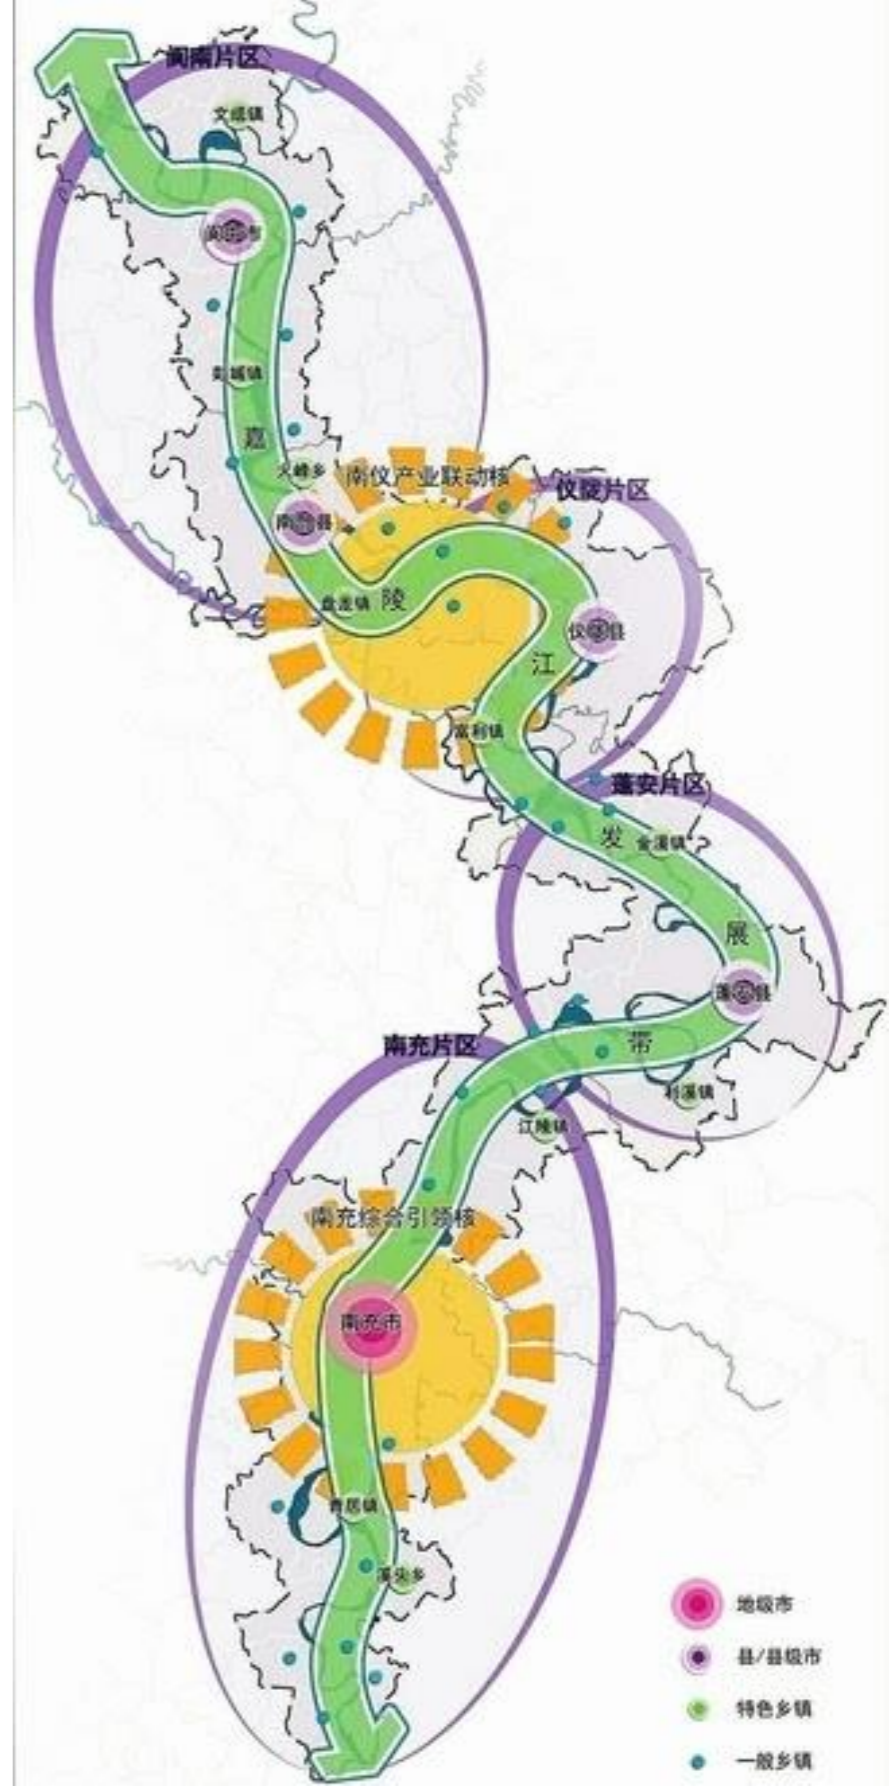 阆南片区
文成镇
阆中市
彭城镇
嘉
火峰乡
南仪产业联动核
仪陇片区
南部县
盘龙镇
陵
仪陇县
江
富利镇
蓬安片区
发
金溪镇
展
蓬安县
南充片区
带
利溪镇
江陵镇
南充综合引领核
南充市
青居镇
溪头乡
地级市
县/县级市
特色乡镇
一般乡镇